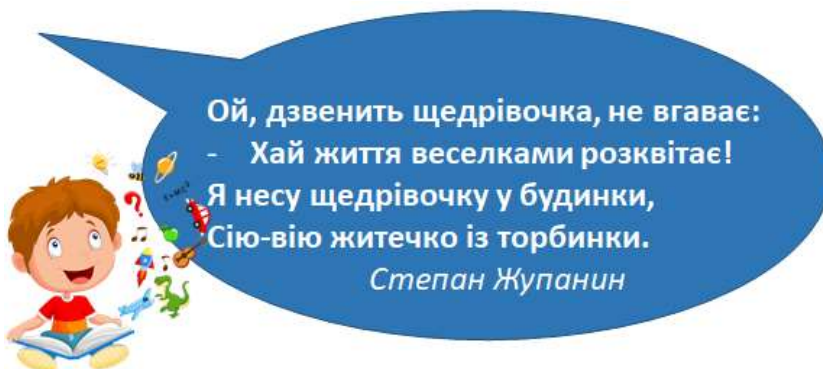 Ой, дзвенить щедрівочка, не вгаває:
- Хай життя веселками розквітає!
Я несу щедрівочку у будинки,
Сію-вію житечко із торбинки.
Степан Жупанин